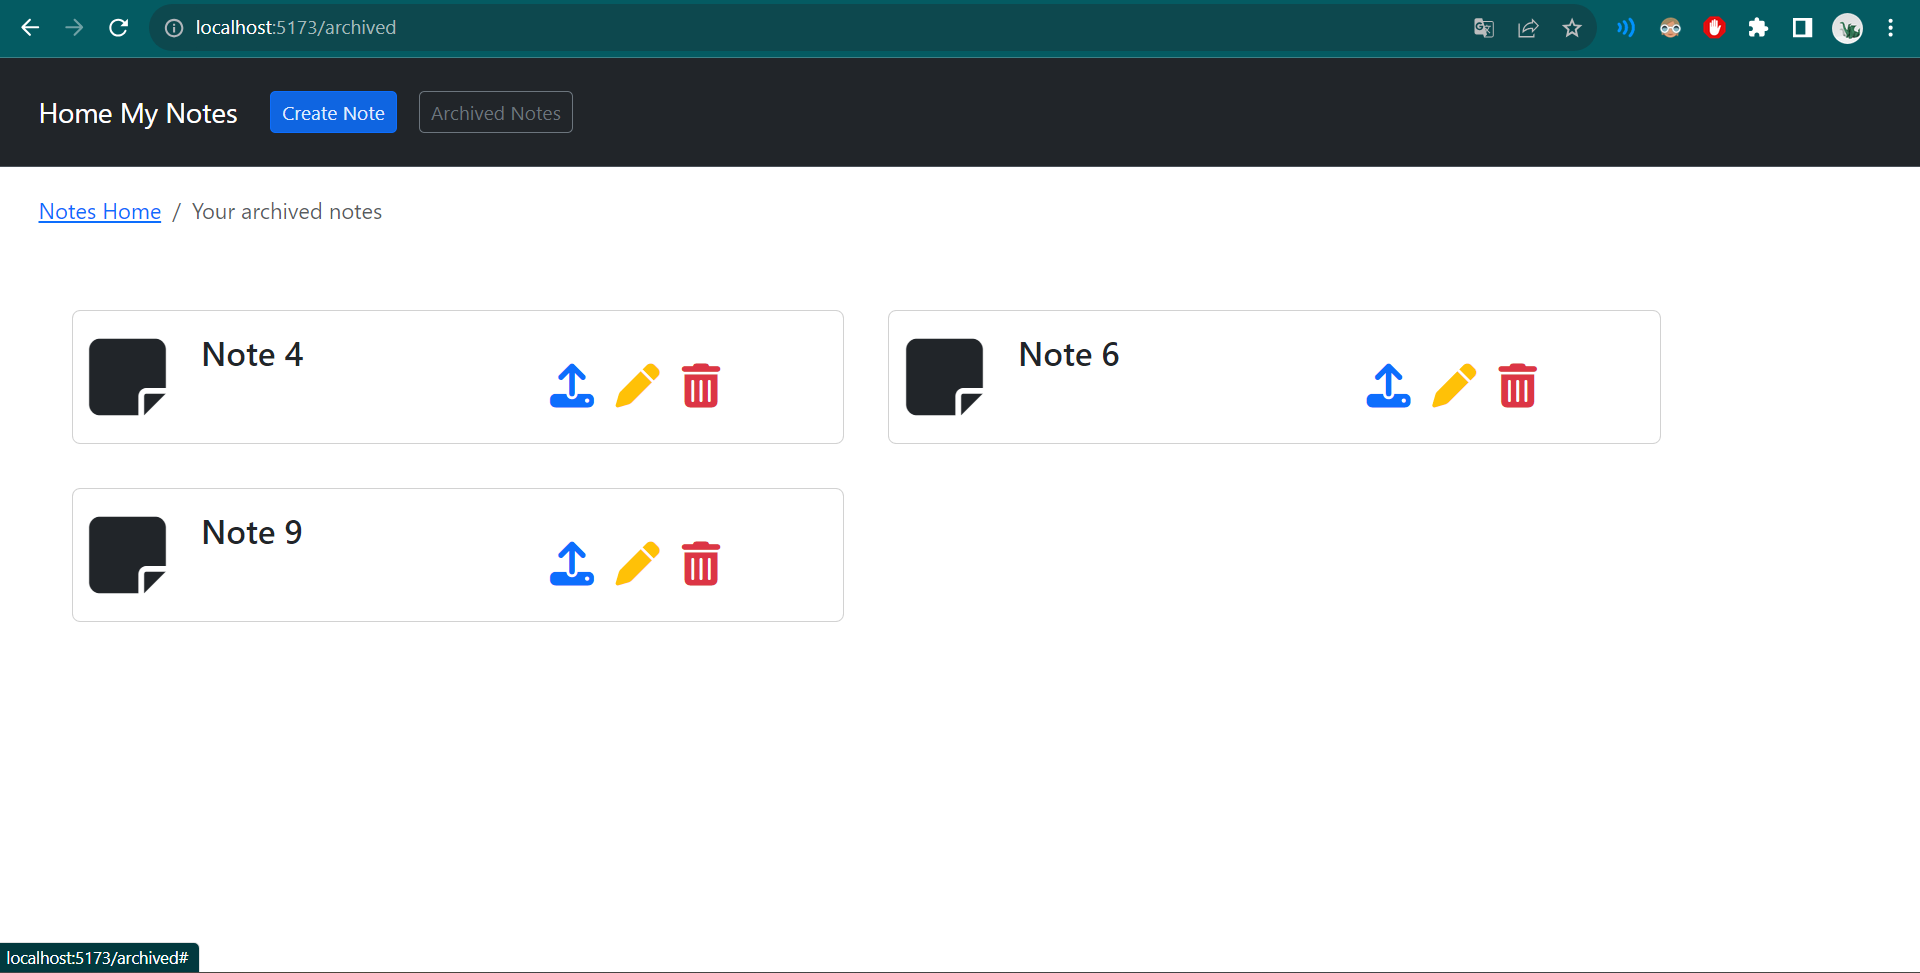 localhost:5173/archived
Home My Notes Create Note Archived Notes
Notes Home / Your archived notes
Note 4
Note 6
Note 9
localhost:5173/archived#